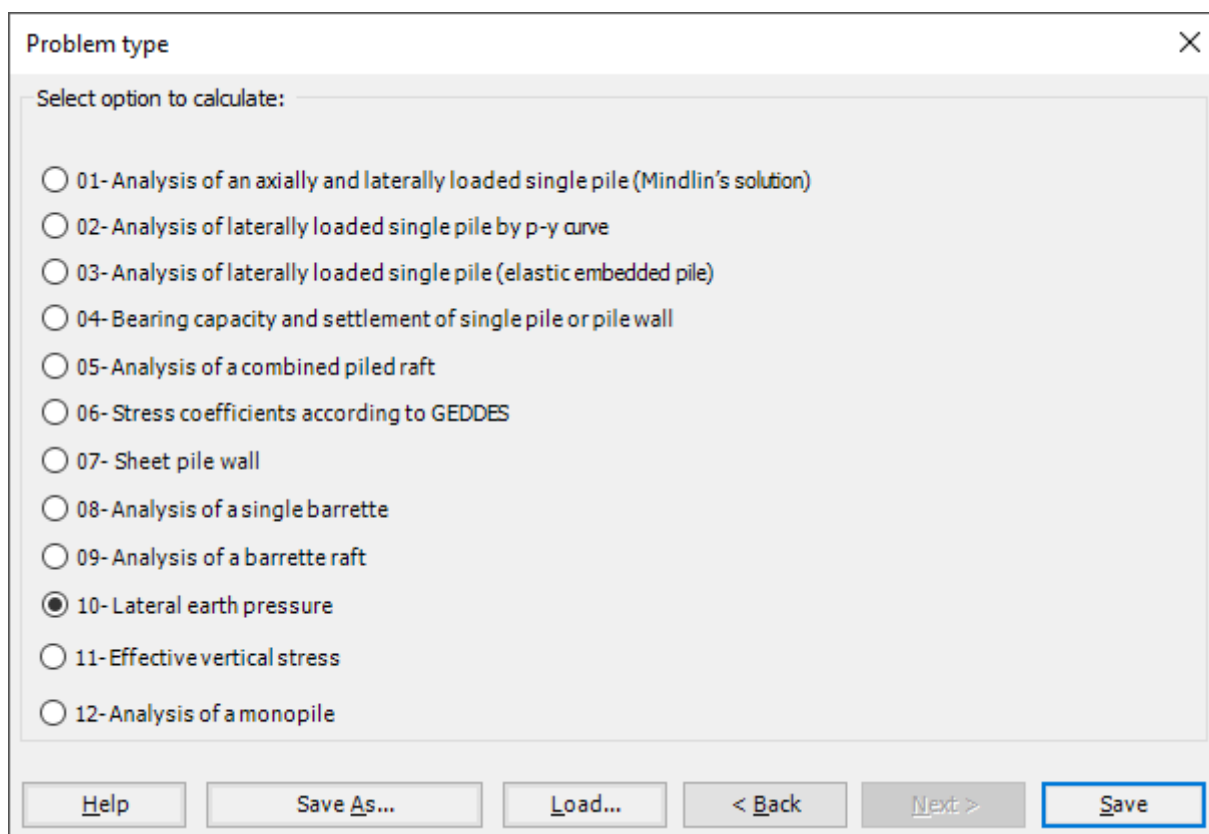 Problem type
Select option to calculate:
01- Analysis of an axially and laterally loaded single pile (Mindlin's solution)
02- Analysis of laterally loaded single pile by p-y curve
03- Analysis of laterally loaded single pile (elastic embedded pile)
04- Bearing capacity and settlement of single pile or pile wall
05- Analysis of a combined piled raft
06- Stress coefficients according to GEDDES
07- Sheet pile wall
08- Analysis of a single barrette
09- Analysis of a barrette raft
10- Lateral earth pressure
11- Effective vertical stress
12- Analysis of a monopile
Help Save As... Load... < Back Next > Save